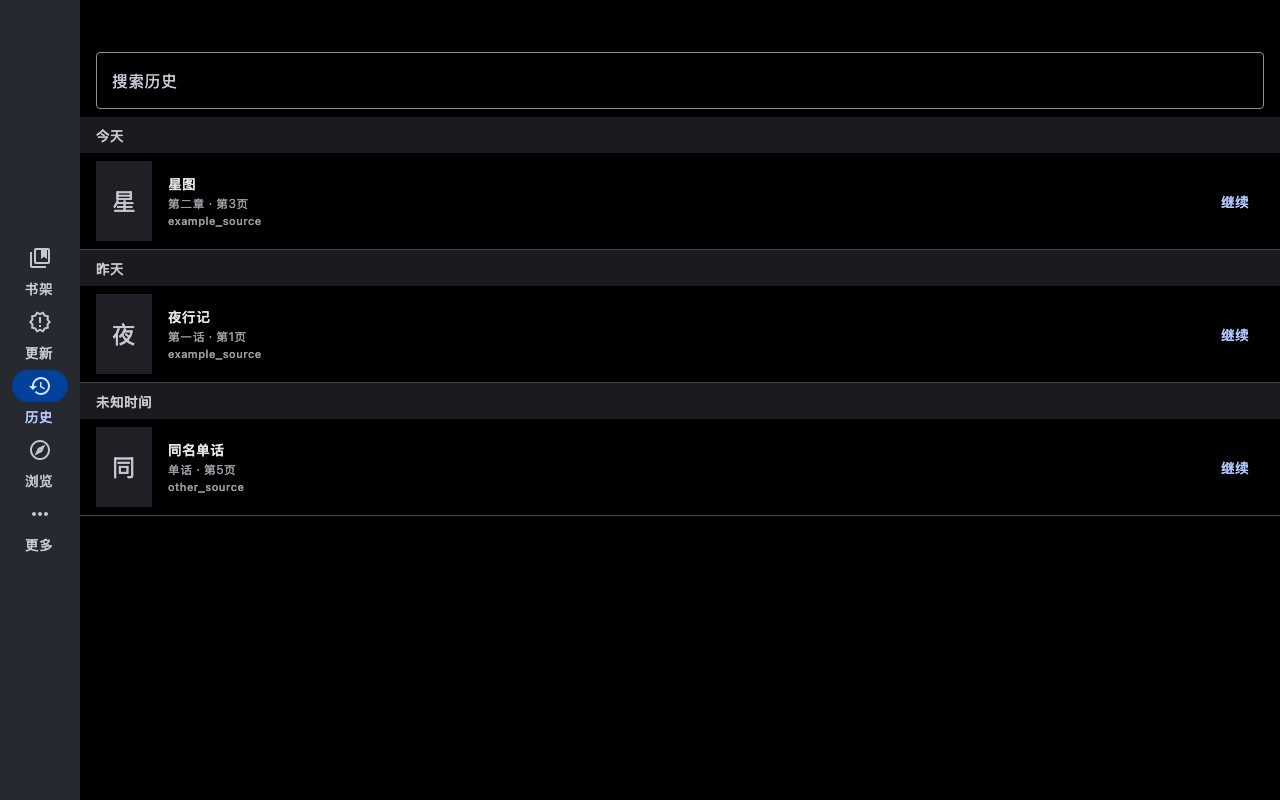 搜索历史
今天
星
星图
第二章 · 第3页
example_source
继续
昨天
夜
夜行记
第一话 · 第1页
example_source
继续
未知时间
同
同名单话
单话 · 第5页
other_source
继续
书架
更新
历史
浏览
更多